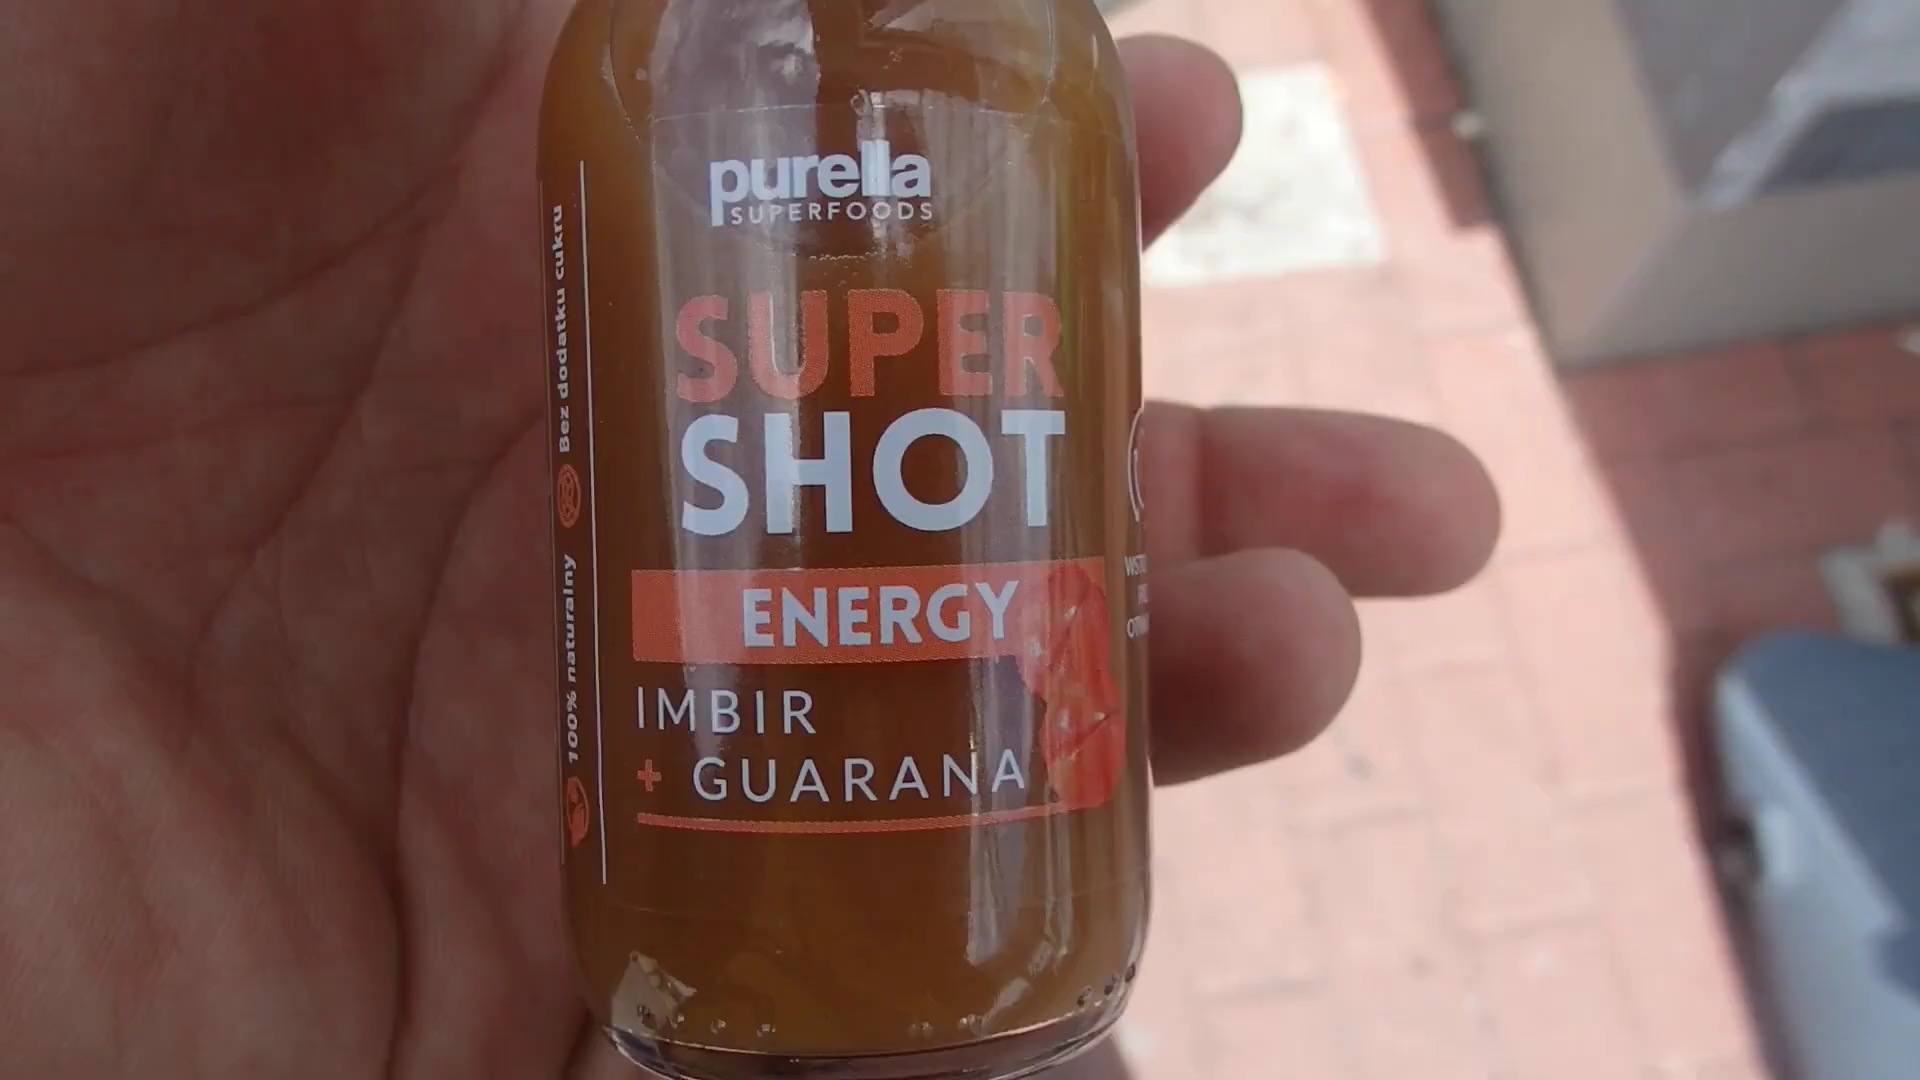 purella
SUPERFOODS
SUPER
SHOT
ENERGY
IMBIR
+ GUARANA
100% naturalny
Bez dodatku cukru